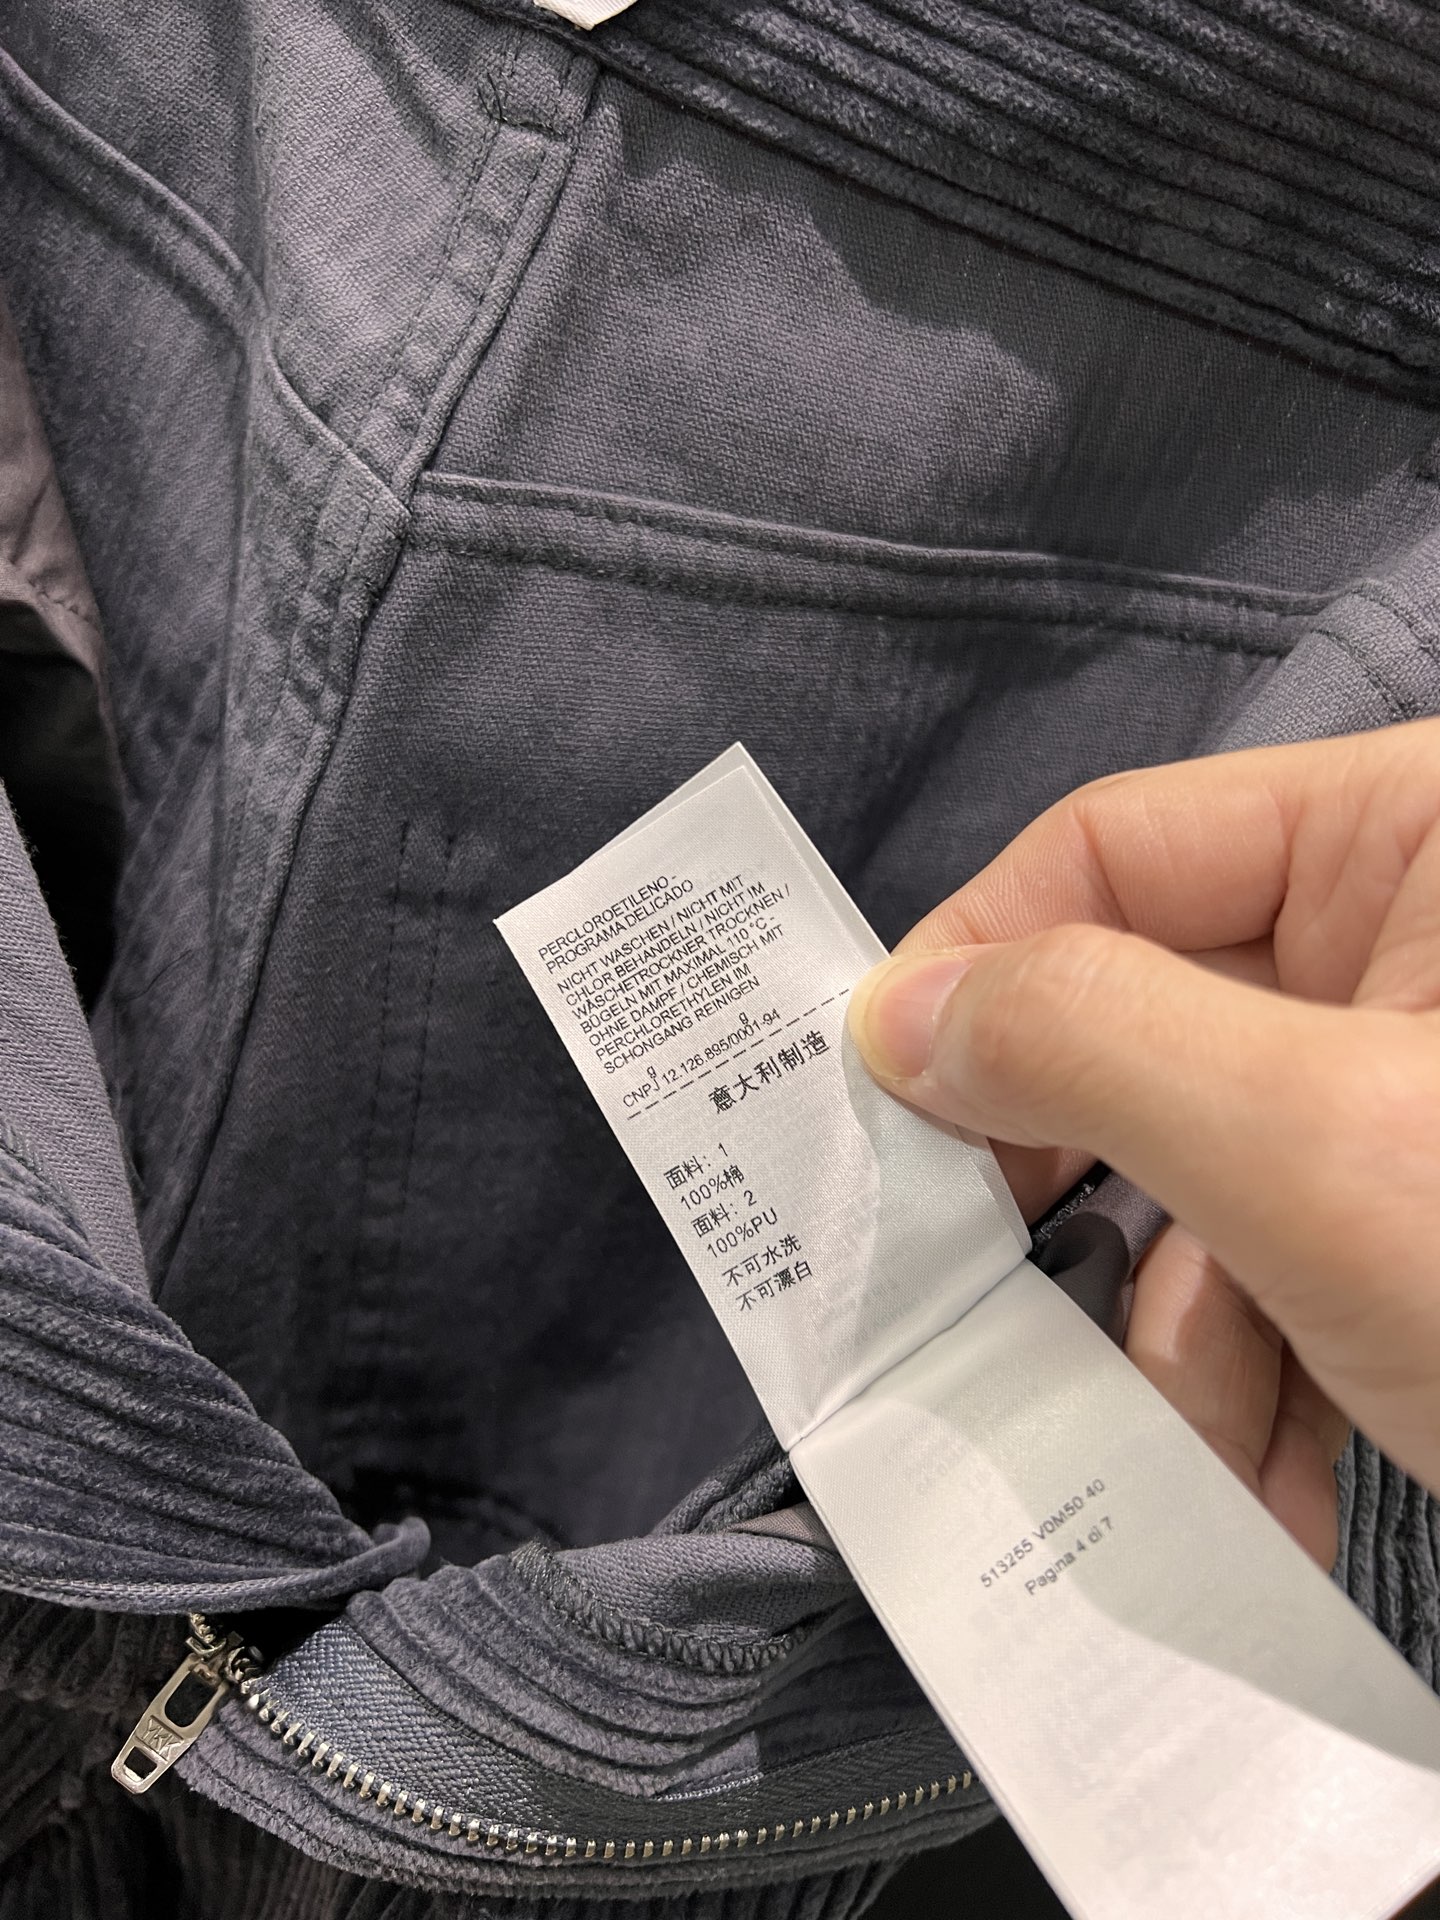 PERCLOROETILENO -
PROGRAMA DELICADO
NICHT WASCHEN / NICHT MIT
CHLOR BEHANDELN / NICHT IM
WÄSCHETROCKNER TROCKNEN /
BÜGELN MIT MAXIMAL 110 °C -
OHNE DAMPF / CHEMISCH MIT
PERCHLORETHYLEN IM
SCHONGANG REINIGEN
CNPJ 12.126.895/0001-94
意大利制造
面料: 1
100%棉
面料: 2
100%PU
不可水洗
不可漂白
513255 V0M50 40
Pagina 4 di 7
YKK